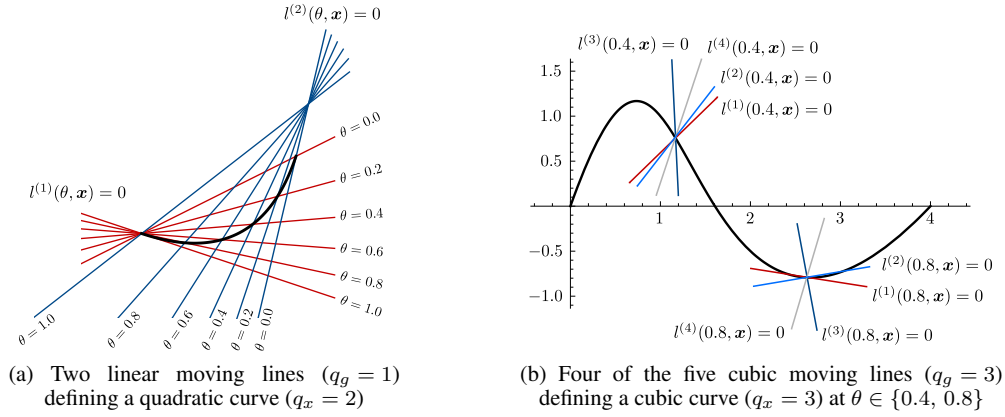 l^{(2)}(θ, x) = 0
l^{(1)}(θ, x) = 0
θ = 0.0
θ = 0.2
θ = 0.4
θ = 0.6
θ = 0.8
θ = 1.0
θ = 1.0
θ = 0.8
θ = 0.6
θ = 0.4
θ = 0.2
θ = 0.0
(a) Two linear moving lines (q_g = 1)
defining a quadratic curve (q_x = 2)
l^{(3)}(0.4, x) = 0
l^{(4)}(0.4, x) = 0
l^{(2)}(0.4, x) = 0
l^{(1)}(0.4, x) = 0
1.5
1.0
0.5
−0.5
−1.0
1
2
3
4
l^{(2)}(0.8, x) = 0
l^{(1)}(0.8, x) = 0
l^{(4)}(0.8, x) = 0
l^{(3)}(0.8, x) = 0
(b) Four of the five cubic moving lines (q_g = 3)
defining a cubic curve (q_x = 3) at θ ∈ {0.4, 0.8}